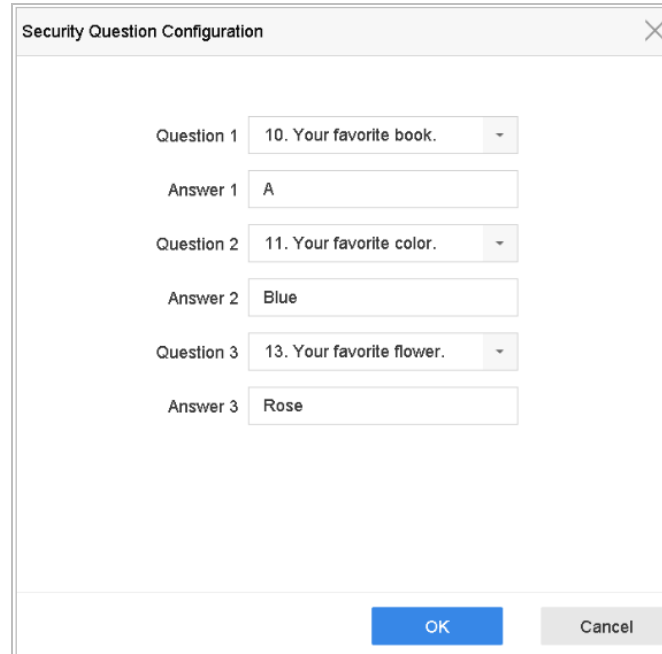 Security Question Configuration
Question 1 10. Your favorite book.
Answer 1 A
Question 2 11. Your favorite color.
Answer 2 Blue
Question 3 13. Your favorite flower.
Answer 3 Rose
OK Cancel